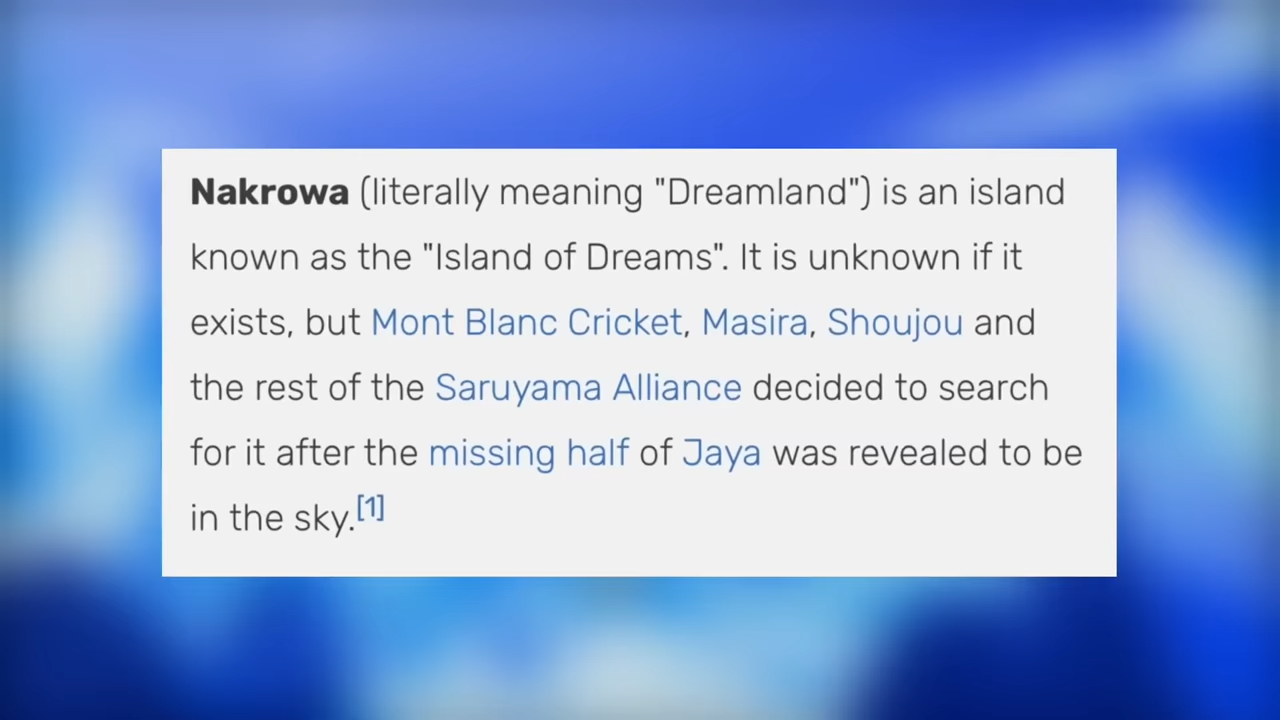 Nakrowa (literally meaning "Dreamland") is an island
known as the "Island of Dreams". It is unknown if it
exists, but Mont Blanc Cricket, Masira, Shoujou and
the rest of the Saruyama Alliance decided to search
for it after the missing half of Jaya was revealed to be
in the sky.[1]